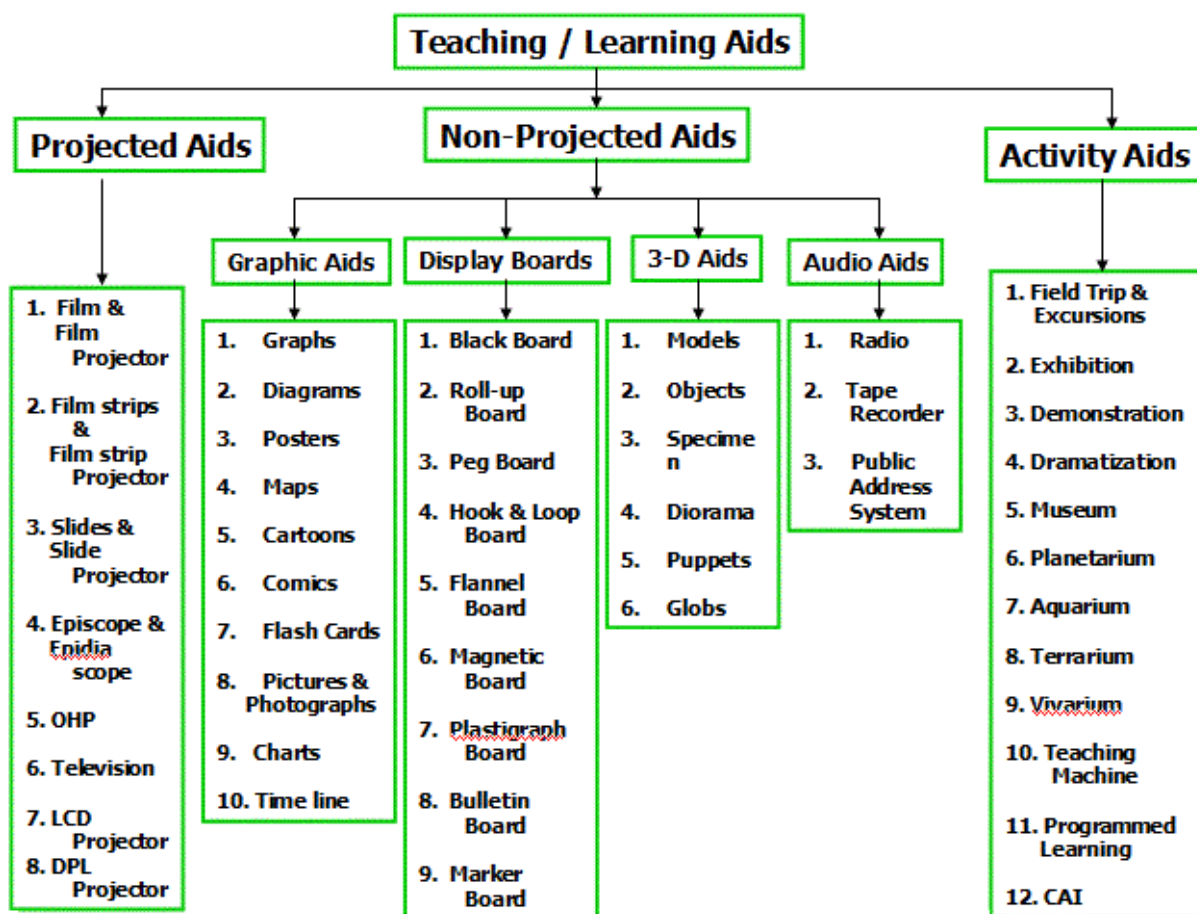 Teaching / Learning Aids
Projected Aids
Non-Projected Aids
Activity Aids
Graphic Aids
Display Boards
3-D Aids
Audio Aids
1. Film &
Film
Projector
2. Film strips
&
Film strip
Projector
3. Slides &
Slide
Projector
4. Episcope &
Epidia
scope
5. OHP
6. Television
7. LCD
Projector
8. DPL
Projector
1. Graphs
2. Diagrams
3. Posters
4. Maps
5. Cartoons
6. Comics
7. Flash Cards
8. Pictures &
Photographs
9. Charts
10. Time line
1. Black Board
2. Roll-up
Board
3. Peg Board
4. Hook & Loop
Board
5. Flannel
Board
6. Magnetic
Board
7. Plastigraph
Board
8. Bulletin
Board
9. Marker
Board
1. Models
2. Objects
3. Specime
n
4. Diorama
5. Puppets
6. Globs
1. Radio
2. Tape
Recorder
3. Public
Address
System
1. Field Trip &
Excursions
2. Exhibition
3. Demonstration
4. Dramatization
5. Museum
6. Planetarium
7. Aquarium
8. Terrarium
9. Vivarium
10. Teaching
Machine
11. Programmed
Learning
12. CAI